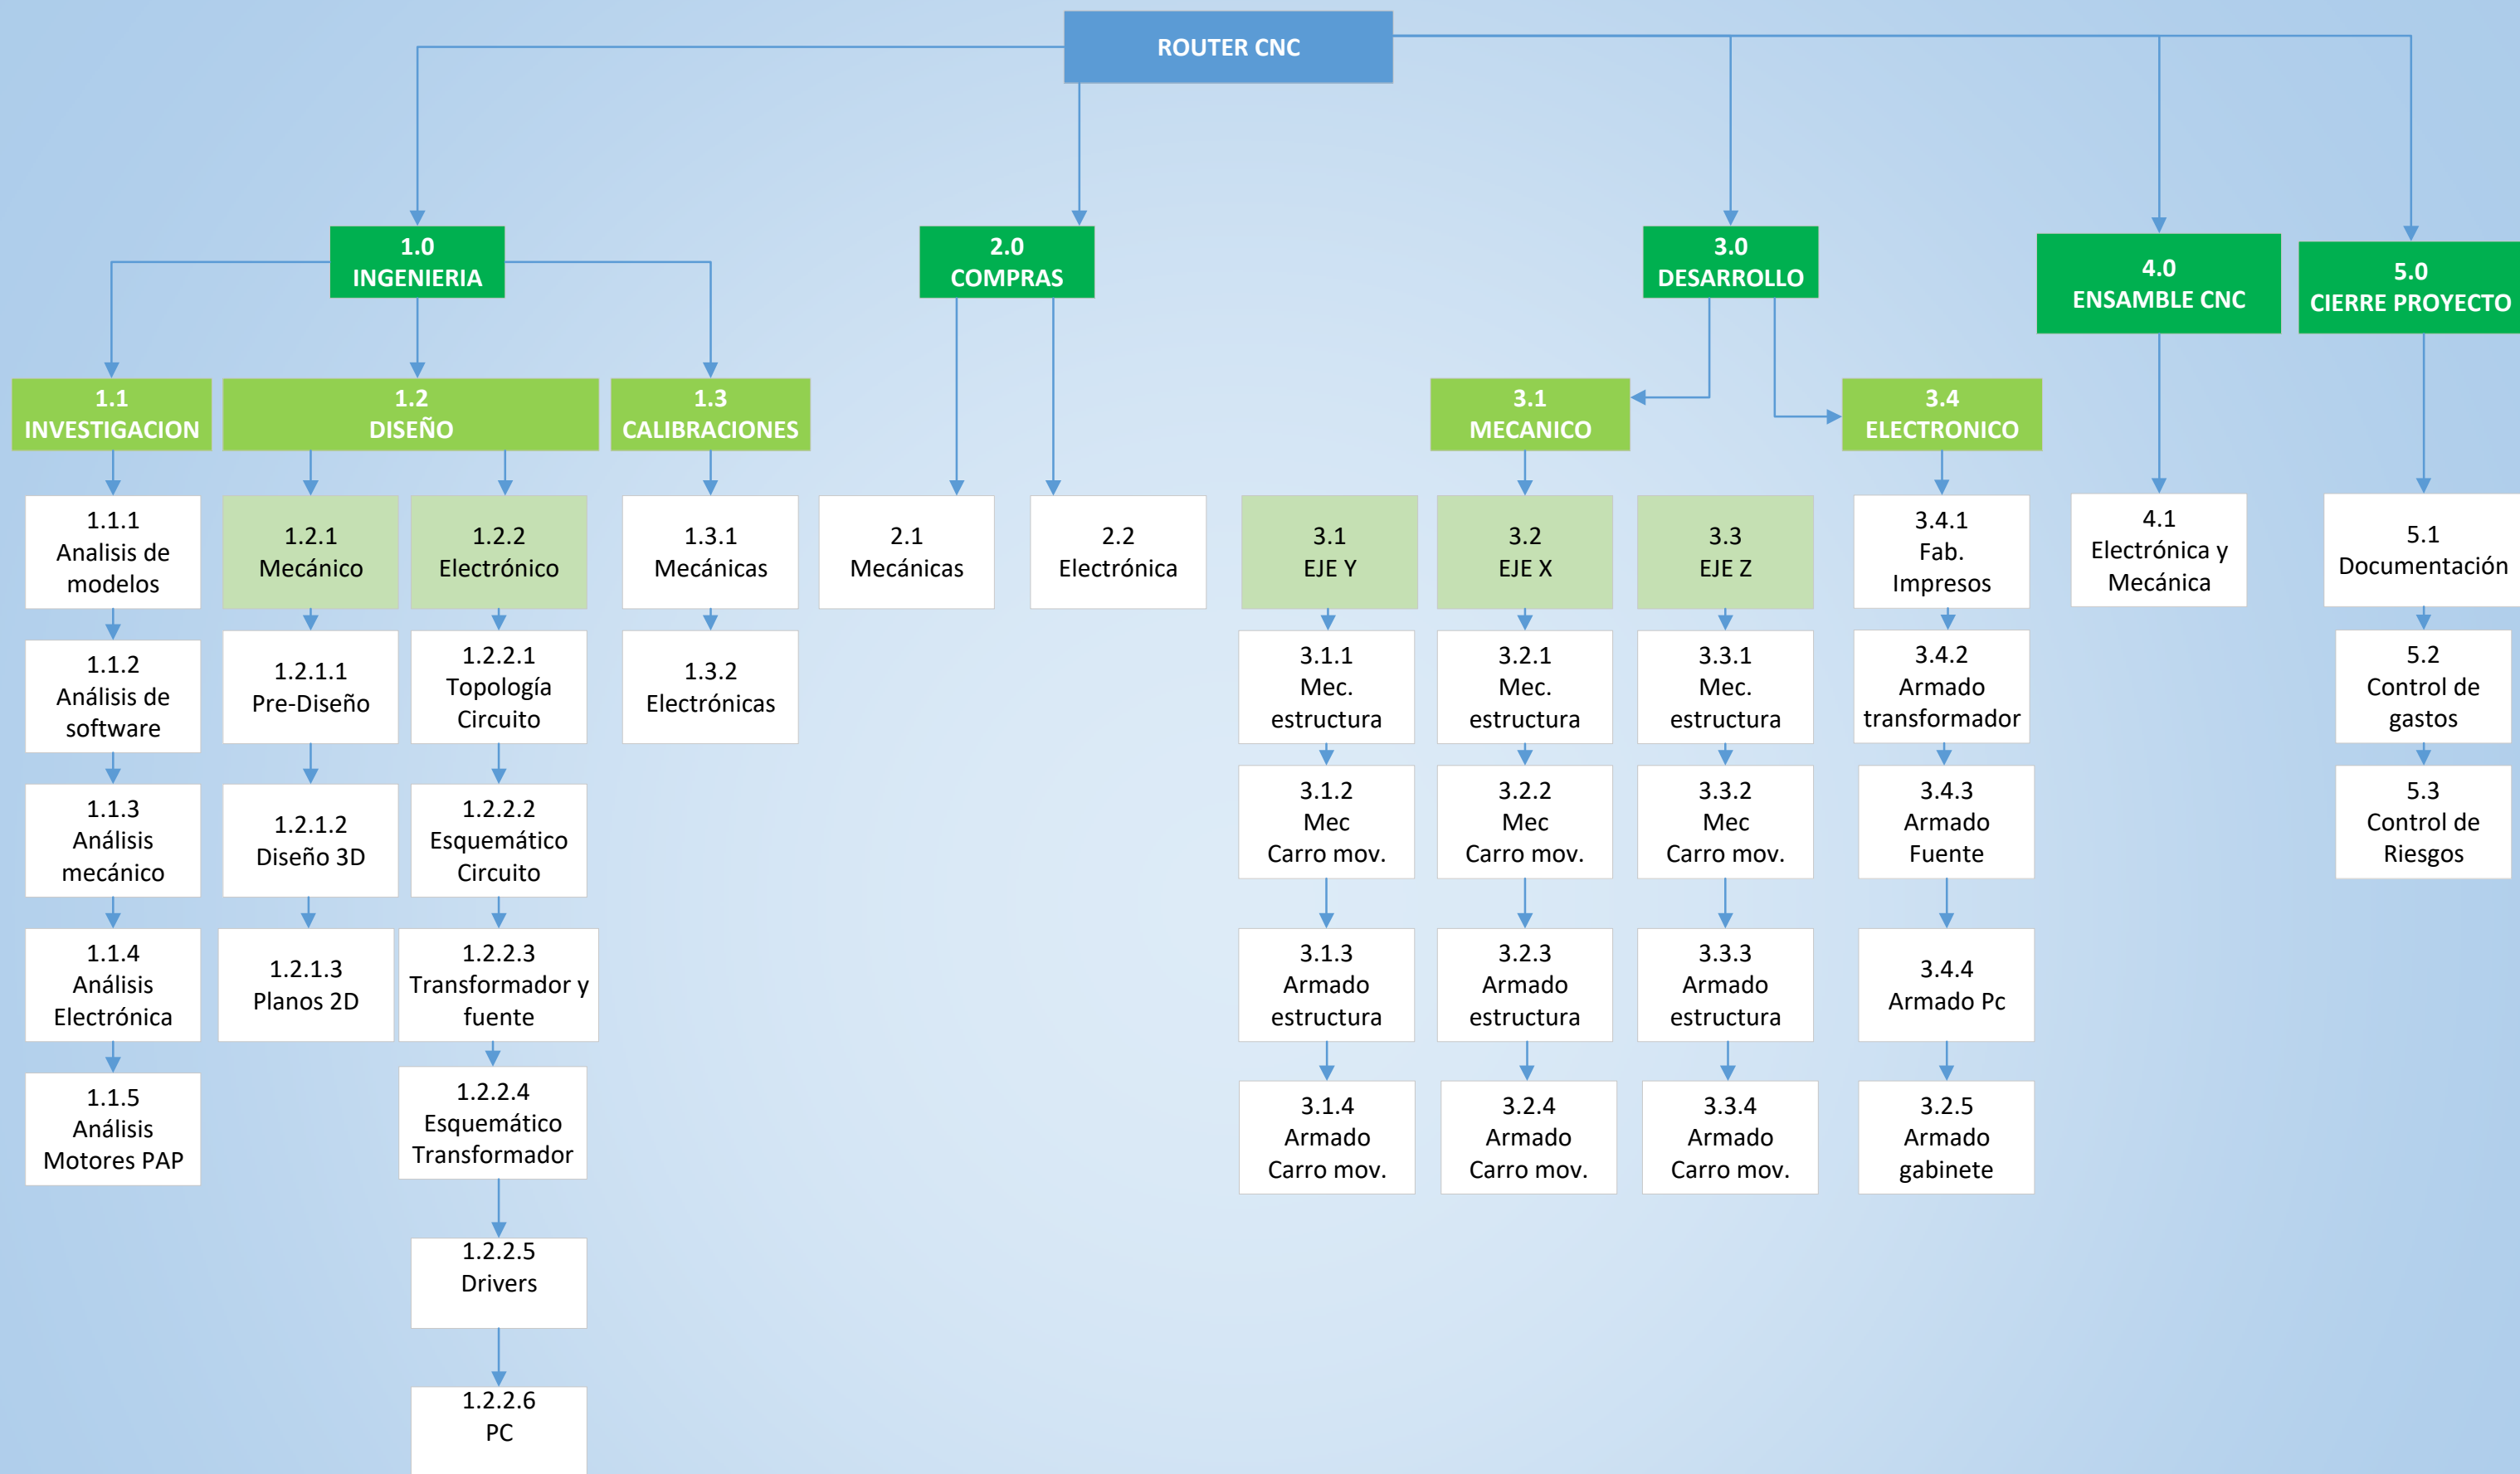 ROUTER CNC
1.0
INGENIERIA
2.0
COMPRAS
3.0
DESARROLLO
4.0
ENSAMBLE CNC
5.0
CIERRE PROYECTO
1.1
INVESTIGACION
1.2
DISEÑO
1.3
CALIBRACIONES
3.1
MECANICO
3.4
ELECTRONICO
1.1.1
Analisis de
modelos
1.2.1
Mecánico
1.2.2
Electrónico
1.3.1
Mecánicas
2.1
Mecánicas
2.2
Electrónica
3.1
EJE Y
3.2
EJE X
3.3
EJE Z
3.4.1
Fab.
Impresos
4.1
Electrónica y
Mecánica
5.1
Documentación
1.1.2
Análisis de
software
1.2.1.1
Pre-Diseño
1.2.2.1
Topología
Circuito
1.3.2
Electrónicas
3.1.1
Mec.
estructura
3.2.1
Mec.
estructura
3.3.1
Mec.
estructura
3.4.2
Armado
transformador
5.2
Control de
gastos
1.1.3
Análisis
mecánico
1.2.1.2
Diseño 3D
1.2.2.2
Esquemático
Circuito
3.1.2
Mec
Carro mov.
3.2.2
Mec
Carro mov.
3.3.2
Mec
Carro mov.
3.4.3
Armado
Fuente
5.3
Control de
Riesgos
1.1.4
Análisis
Electrónica
1.2.1.3
Planos 2D
1.2.2.3
Transformador y
fuente
3.1.3
Armado
estructura
3.2.3
Armado
estructura
3.3.3
Armado
estructura
3.4.4
Armado Pc
1.1.5
Análisis
Motores PAP
1.2.2.4
Esquemático
Transformador
3.1.4
Armado
Carro mov.
3.2.4
Armado
Carro mov.
3.3.4
Armado
Carro mov.
3.2.5
Armado
gabinete
1.2.2.5
Drivers
1.2.2.6
PC